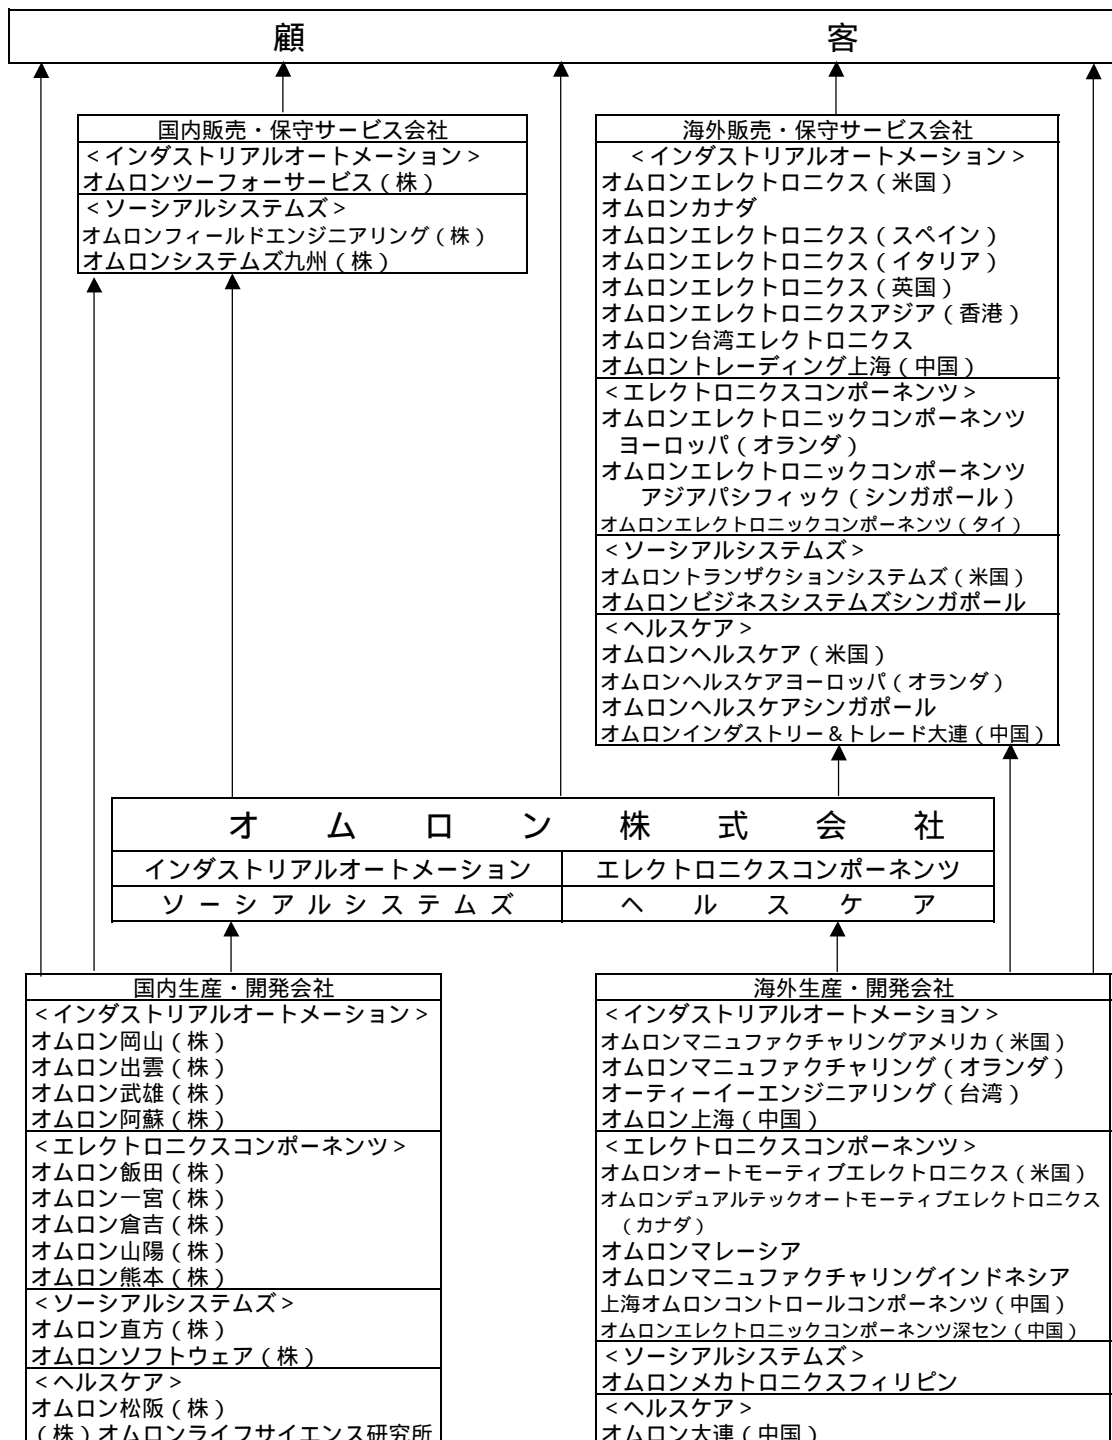 顧客
国内販売・保守サービス会社
<インダストリアルオートメーション>
オムロンツーフォーサービス(株)
<ソーシアルシステムズ>
オムロンフィールドエンジニアリング(株)
オムロンシステムズ九州(株)
海外販売・保守サービス会社
<インダストリアルオートメーション>
オムロンエレクトロニクス(米国)
オムロンカナダ
オムロンエレクトロニクス(スペイン)
オムロンエレクトロニクス(イタリア)
オムロンエレクトロニクス(英国)
オムロンエレクトロニクスアジア(香港)
オムロン台湾エレクトロニクス
オムロントレーディング上海(中国)
<エレクトロニクスコンポーネンツ>
オムロンエレクトロニックコンポーネンツ
ヨーロッパ(オランダ)
オムロンエレクトロニックコンポーネンツ
アジアパシフィック(シンガポール)
オムロンエレクトロニックコンポーネンツ(タイ)
<ソーシアルシステムズ>
オムロントランザクションシステムズ(米国)
オムロンビジネスシステムズシンガポール
<ヘルスケア>
オムロンヘルスケア(米国)
オムロンヘルスケアヨーロッパ(オランダ)
オムロンヘルスケアシンガポール
オムロンインダストリー&トレード大連(中国)
オムロン株式会社
インダストリアルオートメーション エレクトロニクスコンポーネンツ
ソーシアルシステムズ ヘルスケア
国内生産・開発会社
<インダストリアルオートメーション>
オムロン岡山(株)
オムロン出雲(株)
オムロン武雄(株)
オムロン阿蘇(株)
<エレクトロニクスコンポーネンツ>
オムロン飯田(株)
オムロン一宮(株)
オムロン倉吉(株)
オムロン山陽(株)
オムロン熊本(株)
<ソーシアルシステムズ>
オムロン直方(株)
オムロンソフトウェア(株)
<ヘルスケア>
オムロン松阪(株)
(株)オムロンライフサイエンス研究所
海外生産・開発会社
<インダストリアルオートメーション>
オムロンマニュファクチャリングアメリカ(米国)
オムロンマニュファクチャリング(オランダ)
オーティーイーエンジニアリング(台湾)
オムロン上海(中国)
<エレクトロニクスコンポーネンツ>
オムロンオートモーティブエレクトロニクス(米国)
オムロンデュアルテックオートモーティブエレクトロニクス
(カナダ)
オムロンマレーシア
オムロンマニュファクチャリングインドネシア
上海オムロンコントロールコンポーネンツ(中国)
オムロンエレクトロニックコンポーネンツ深セン(中国)
<ソーシアルシステムズ>
オムロンメカトロニクスフィリピン
<ヘルスケア>
オムロン大連(中国)